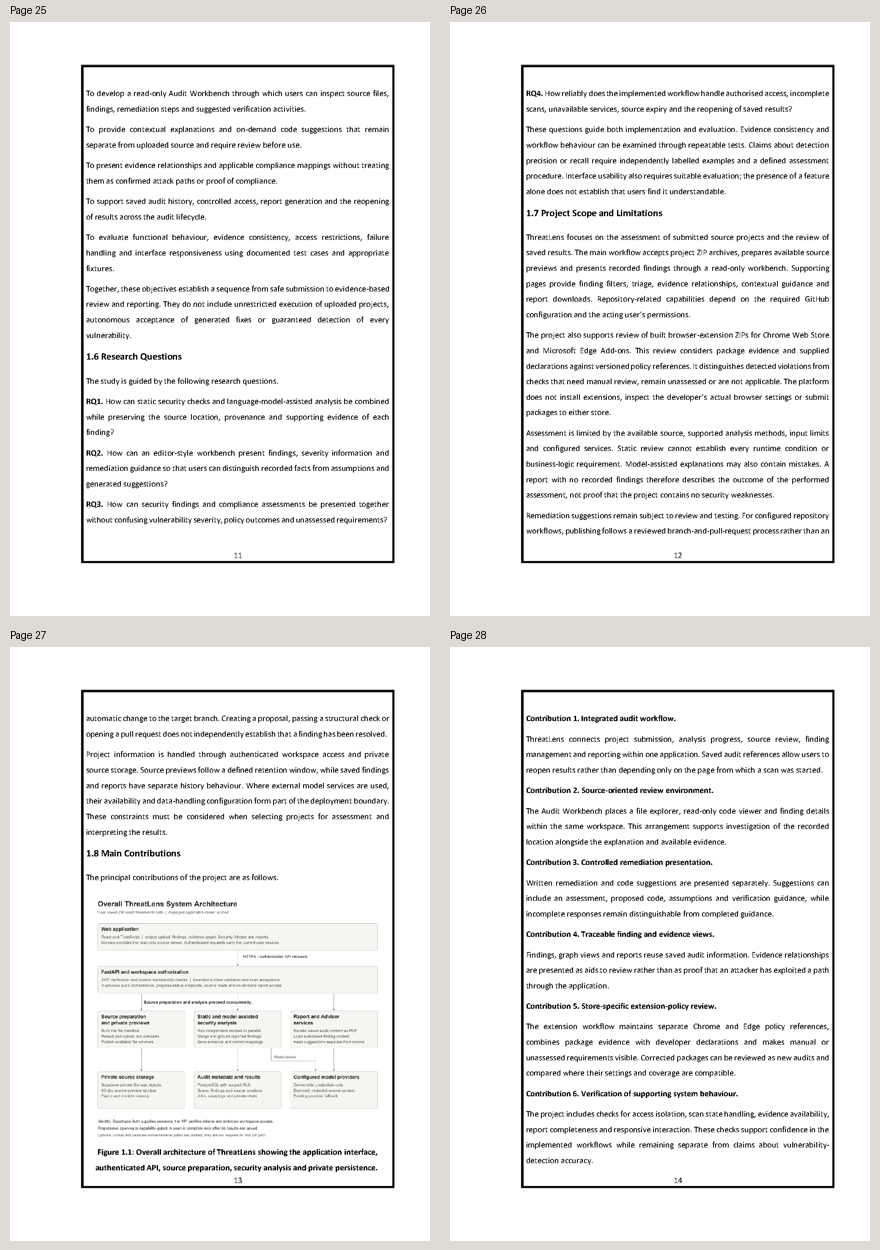 Page 25
To develop a read-only Audit Workbench through which users can inspect source files,
findings, remediation steps and suggested verification activities.
To provide contextual explanations and on-demand code suggestions that remain
separate from uploaded source and require review before use.
To present evidence relationships and applicable compliance mappings without treating
them as confirmed attack paths or proof of compliance.
To support saved audit history, controlled access, report generation and the reopening
of results across the audit lifecycle.
To evaluate functional behaviour, evidence consistency, access restrictions, failure
handling and interface responsiveness using documented test cases and appropriate
fixtures.
Together, these objectives establish a sequence from safe submission to evidence-based
review and reporting. They do not include unrestricted execution of uploaded projects,
autonomous acceptance of generated fixes or guaranteed detection of every
vulnerability.
1.6 Research Questions
The study is guided by the following research questions.
RQ1. How can static security checks and language-model-assisted analysis be combined
while preserving the source location, provenance and supporting evidence of each
finding?
RQ2. How can an editor-style workbench present findings, severity information and
remediation guidance so that users can distinguish recorded facts from assumptions and
generated suggestions?
RQ3. How can security findings and compliance assessments be presented together
without confusing vulnerability severity, policy outcomes and unassessed requirements?
11
Page 26
RQ4. How reliably does the implemented workflow handle authorised access, incomplete
scans, unavailable services, source expiry and the reopening of saved results?
These questions guide both implementation and evaluation. Evidence consistency and
workflow behaviour can be examined through repeatable tests. Claims about detection
precision or recall require independently labelled examples and a defined assessment
procedure. Interface usability also requires suitable evaluation; the presence of a feature
alone does not establish that users find it understandable.
1.7 Project Scope and Limitations
ThreatLens focuses on the assessment of submitted source projects and the review of
saved results. The main workflow accepts project ZIP archives, prepares available source
previews and presents recorded findings through a read-only workbench. Supporting
pages provide finding filters, triage, evidence relationships, contextual guidance and
report downloads. Repository-related capabilities depend on the required GitHub
configuration and the acting user's permissions.
The project also supports review of built browser-extension ZIPs for Chrome Web Store
and Microsoft Edge Add-ons. This review considers package evidence and supplied
declarations against versioned policy references. It distinguishes detected violations from
checks that need manual review, remain unassessed or are not applicable. The platform
does not install extensions, inspect the developer's actual browser settings or submit
packages to either store.
Assessment is limited by the available source, supported analysis methods, input limits
and configured services. Static review cannot establish every runtime condition or
business-logic requirement. Model-assisted explanations may also contain mistakes. A
report with no recorded findings therefore describes the outcome of the performed
assessment, not proof that the project contains no security weaknesses.
Remediation suggestions remain subject to review and testing. For configured repository
workflows, publishing follows a reviewed branch-and-pull-request process rather than an
12
Page 27
automatic change to the target branch. Creating a proposal, passing a structural check or
opening a pull request does not independently establish that a finding has been resolved.
Project information is handled through authenticated workspace access and private
source storage. Source previews follow a defined retention window, while saved findings
and reports have separate history behaviour. Where external model services are used,
their availability and data-handling configuration form part of the deployment boundary.
These constraints must be considered when selecting projects for assessment and
interpreting the results.
1.8 Main Contributions
The principal contributions of the project are as follows.
Overall ThreatLens System Architecture
Web application
HTTPS / authenticated API requests
FastAPI and workspace authorization
Source preparation and analysis proceed concurrently.
Source preparation
and private previews
Static and model-assisted
security analysis
Report and Advisor
services
Model review
Private source storage
Audit metadata and results
Configured model providers
Figure 1.1: Overall architecture of ThreatLens showing the application interface,
authenticated API, source preparation, security analysis and private persistence.
13
Page 28
Contribution 1. Integrated audit workflow.
ThreatLens connects project submission, analysis progress, source review, finding
management and reporting within one application. Saved audit references allow users to
reopen results rather than depending only on the page from which a scan was started.
Contribution 2. Source-oriented review environment.
The Audit Workbench places a file explorer, read-only code viewer and finding details
within the same workspace. This arrangement supports investigation of the recorded
location alongside the explanation and available evidence.
Contribution 3. Controlled remediation presentation.
Written remediation and code suggestions are presented separately. Suggestions can
include an assessment, proposed code, assumptions and verification guidance, while
incomplete responses remain distinguishable from completed guidance.
Contribution 4. Traceable finding and evidence views.
Findings, graph views and reports reuse saved audit information. Evidence relationships
are presented as aids to review rather than as proof that an attacker has exploited a path
through the application.
Contribution 5. Store-specific extension-policy review.
The extension workflow maintains separate Chrome and Edge policy references,
combines package evidence with developer declarations and makes manual or
unassessed requirements visible. Corrected packages can be reviewed as new audits and
compared where their settings and coverage are compatible.
Contribution 6. Verification of supporting system behaviour.
The project includes checks for access isolation, scan state handling, evidence availability,
report completeness and responsive interaction. These checks support confidence in the
implemented workflows while remaining separate from claims about vulnerability-
detection accuracy.
14